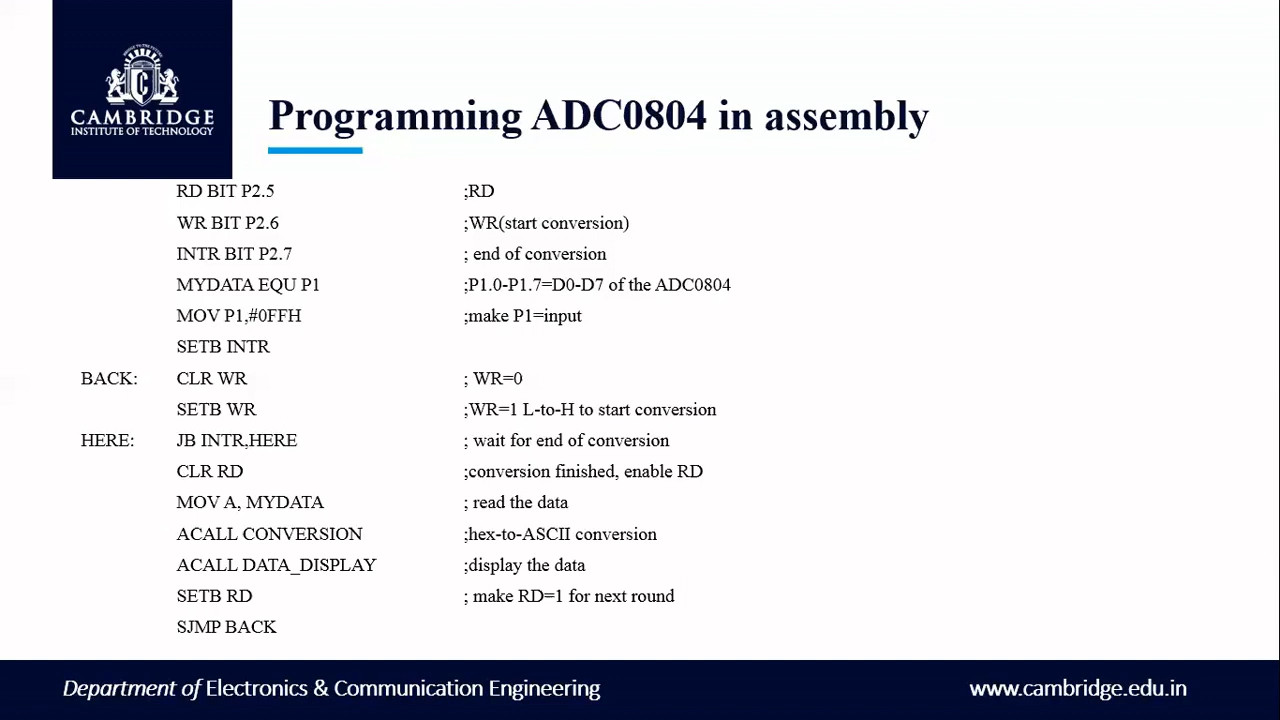 CAMBRIDGE
INSTITUTE OF TECHNOLOGY
Programming ADC0804 in assembly
RD BIT P2.5 ;RD
WR BIT P2.6 ;WR(start conversion)
INTR BIT P2.7 ; end of conversion
MYDATA EQU P1 ;P1.0-P1.7=D0-D7 of the ADC0804
MOV P1,#0FFH ;make P1=input
SETB INTR
BACK: CLR WR ; WR=0
SETB WR ;WR=1 L-to-H to start conversion
HERE: JB INTR,HERE ; wait for end of conversion
CLR RD ;conversion finished, enable RD
MOV A, MYDATA ; read the data
ACALL CONVERSION ;hex-to-ASCII conversion
ACALL DATA_DISPLAY ;display the data
SETB RD ; make RD=1 for next round
SJMP BACK
Department of Electronics & Communication Engineering www.cambridge.edu.in